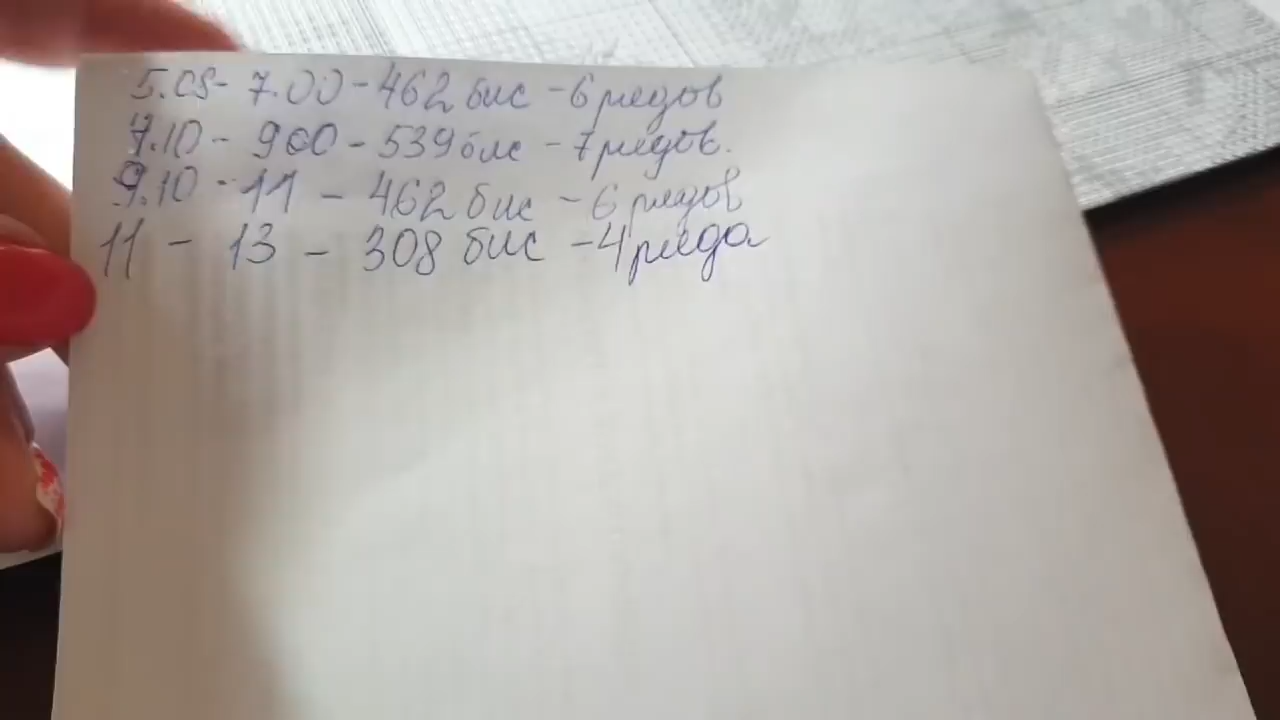 5.05 - 7.00 - 462 бис - 6 рядов
7.10 - 900 - 539 бис - 7 рядов.
9.10 - 11 - 462 бис - 6 рядов
11 - 13 - 308 бис - 4 ряда